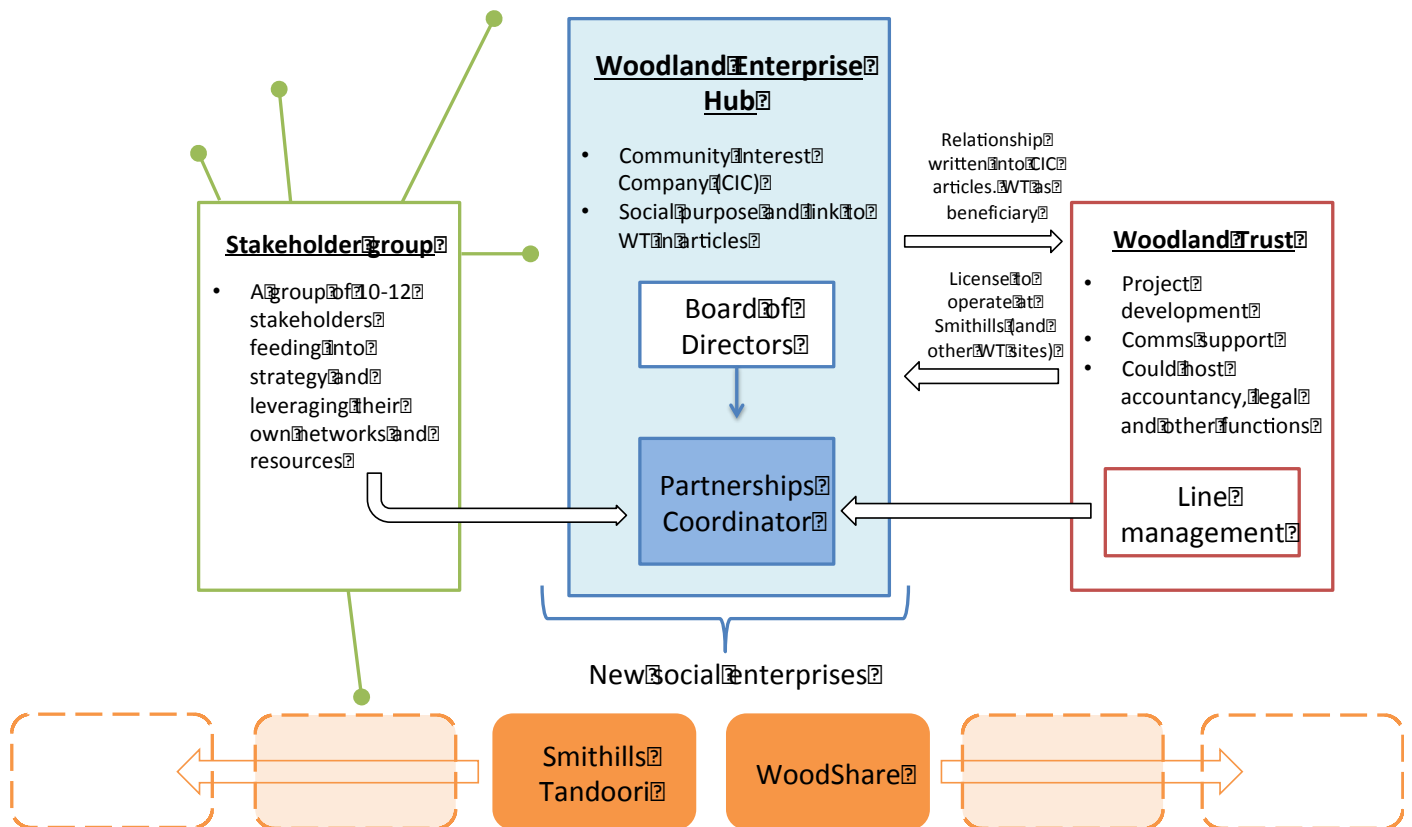 Woodland Enterprise
Hub
• Community Interest
Company (CIC)
• Social purpose and link to
WT in articles
Board of
Directors
Partnerships
Coordinator
Stakeholder group
• A group of 10-12
stakeholders
feeding into
strategy and
leveraging their
own networks and
resources
Relationship
written into CIC
articles. WT as
beneficiary
License to
operate at
Smithills (and
other WT sites)
Woodland Trust
• Project
development
• Comms support
• Could host
accountancy, legal
and other functions
Line
management
New social enterprises
Smithills
Tandoori
WoodShare